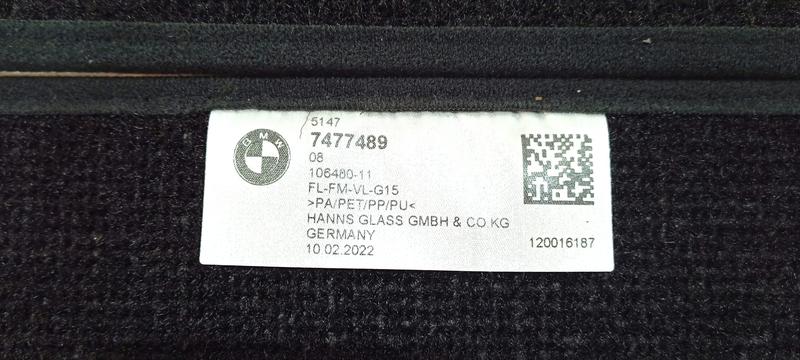 BMW
5147
7477489
08
106480-11
FL-FM-VL-G15
>PA/PET/PP/PU<
HANNS GLASS GMBH & CO.KG
GERMANY
10.02.2022
120016187